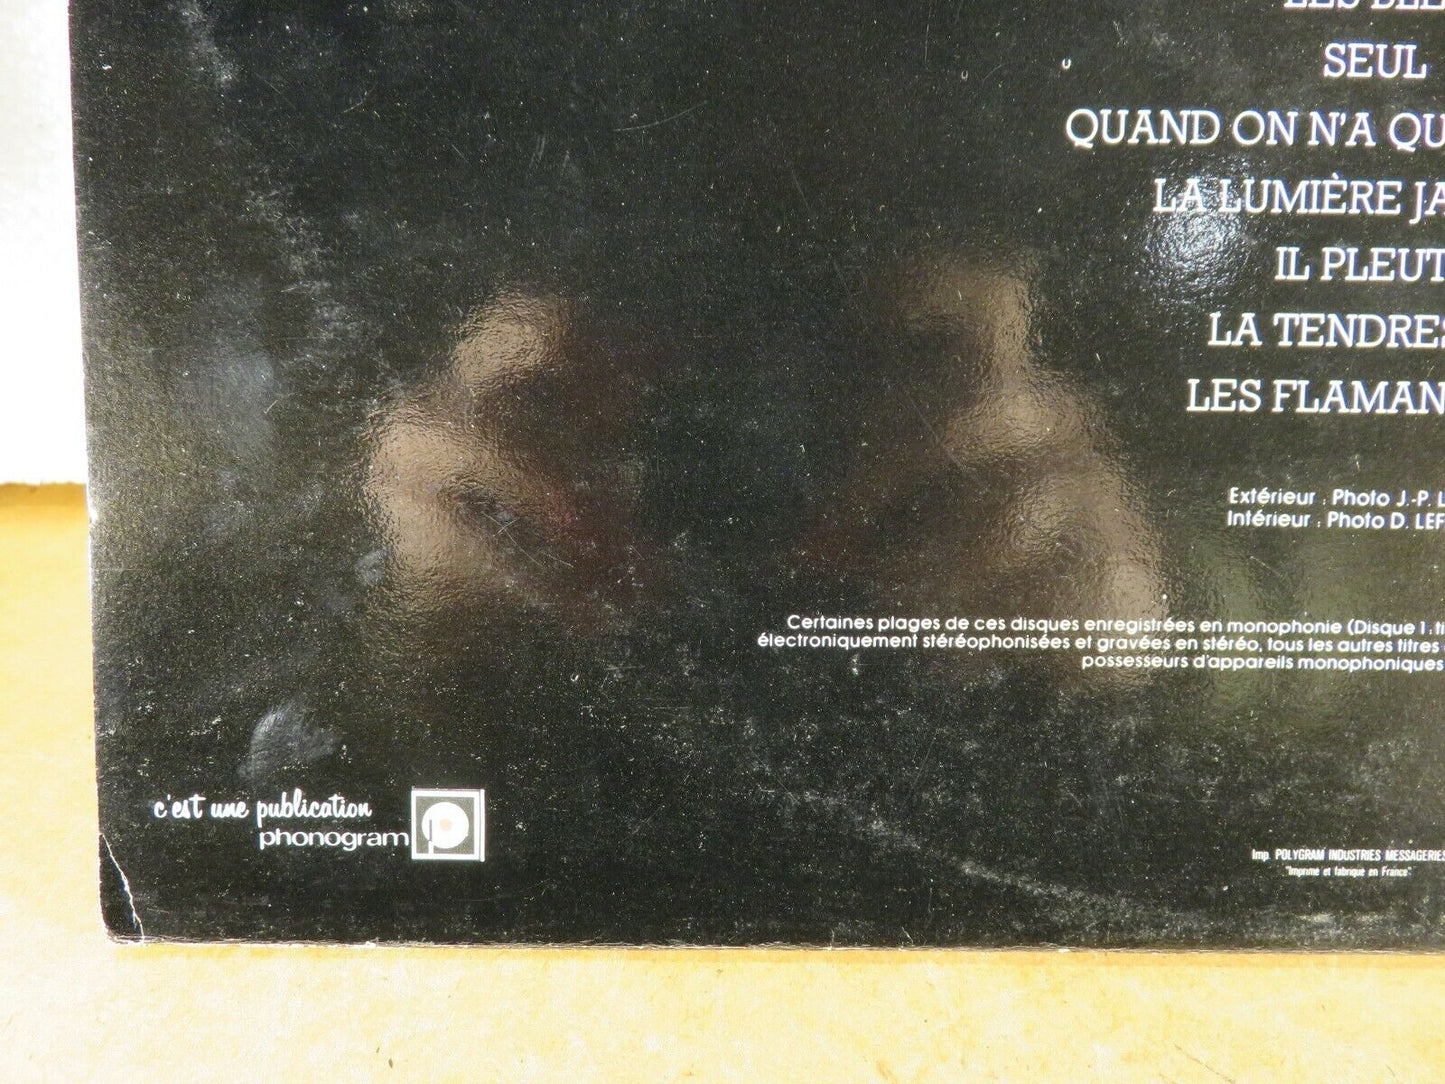 SEUL
QUAND ON N'A QU
LA LUMIÈRE JA
IL PLEUT
LA TENDRES
LES FLAMAN
Extérieur : Photo J.-P. L
Intérieur : Photo D. LEF
Certaines plages de ces disques enregistrées en monophonie (Disque 1 : ti
électroniquement stéréophonisées et gravées en stéréo, tous les autres titres
possesseurs d'appareils monophoniques
c'est une publication
phonogram
Imp. POLYGRAM INDUSTRIES MESSAGERIES
"Imprimé et fabriqué en France"